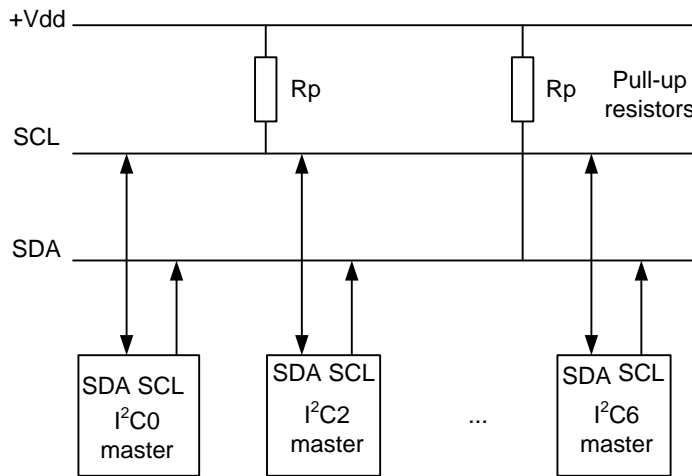 +Vdd
Rp
Rp
Pull-up
resistors
SCL
SDA
SDA SCL
I²C0
master
SDA SCL
I²C2
master
...
SDA SCL
I²C6
master